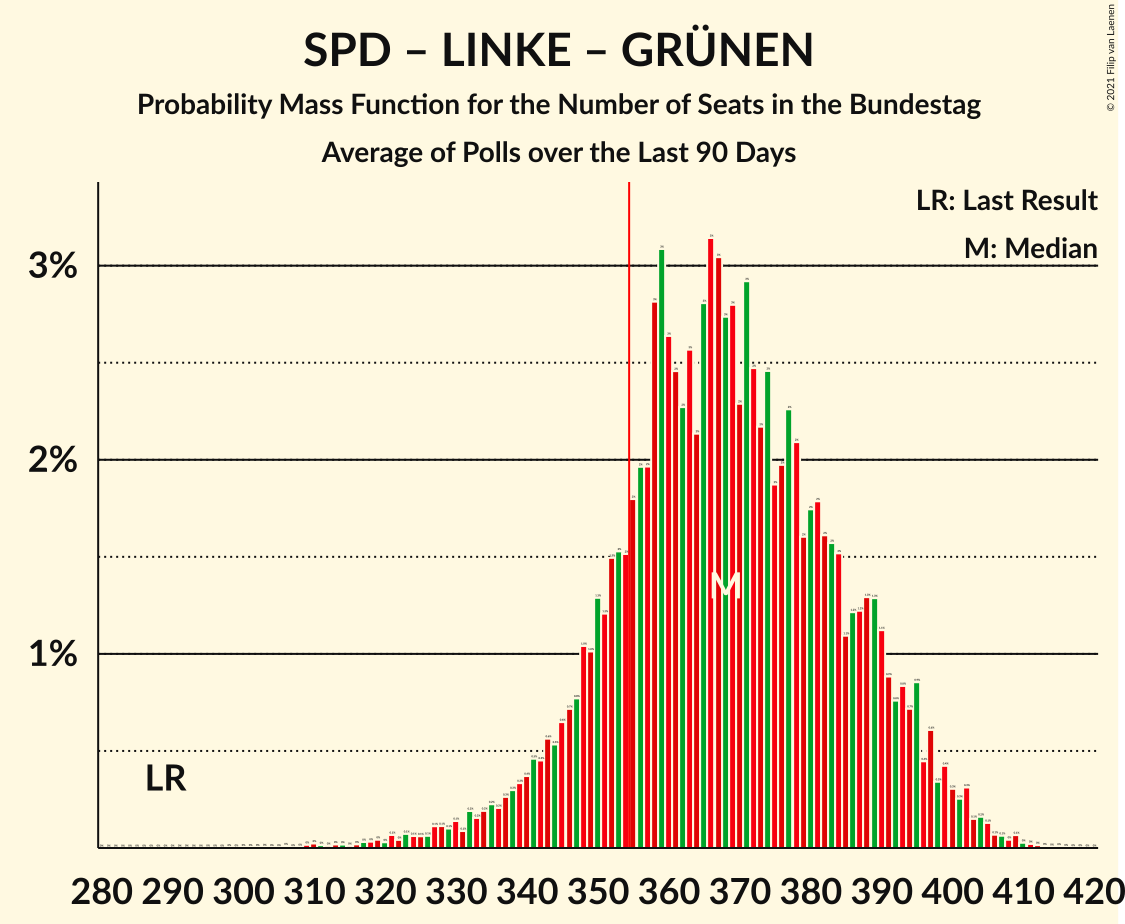 SPD – LINKE – GRÜNEN
Probability Mass Function for the Number of Seats in the Bundestag
Average of Polls over the Last 90 Days
© 2021 Filip van Laenen
LR: Last Result
M: Median
3%
2%
1%
LR
M
280 290 300 310 320 330 340 350 360 370 380 390 400 410 420